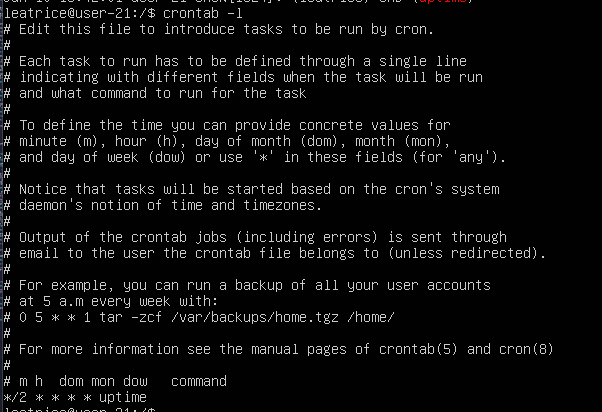 leatrice@user-21:/$ crontab -l
# Edit this file to introduce tasks to be run by cron.
#
# Each task to run has to be defined through a single line
# indicating with different fields when the task will be run
# and what command to run for the task
#
# To define the time you can provide concrete values for
# minute (m), hour (h), day of month (dom), month (mon),
# and day of week (dow) or use '*' in these fields (for 'any').
#
# Notice that tasks will be started based on the cron's system
# daemon's notion of time and timezones.
#
# Output of the crontab jobs (including errors) is sent through
# email to the user the crontab file belongs to (unless redirected).
#
# For example, you can run a backup of all your user accounts
# at 5 a.m every week with:
# 0 5 * * 1 tar -zcf /var/backups/home.tgz /home/
#
# For more information see the manual pages of crontab(5) and cron(8)
#
# m h  dom mon dow   command
*/2 * * * * uptime
leatrice@user-21:/$